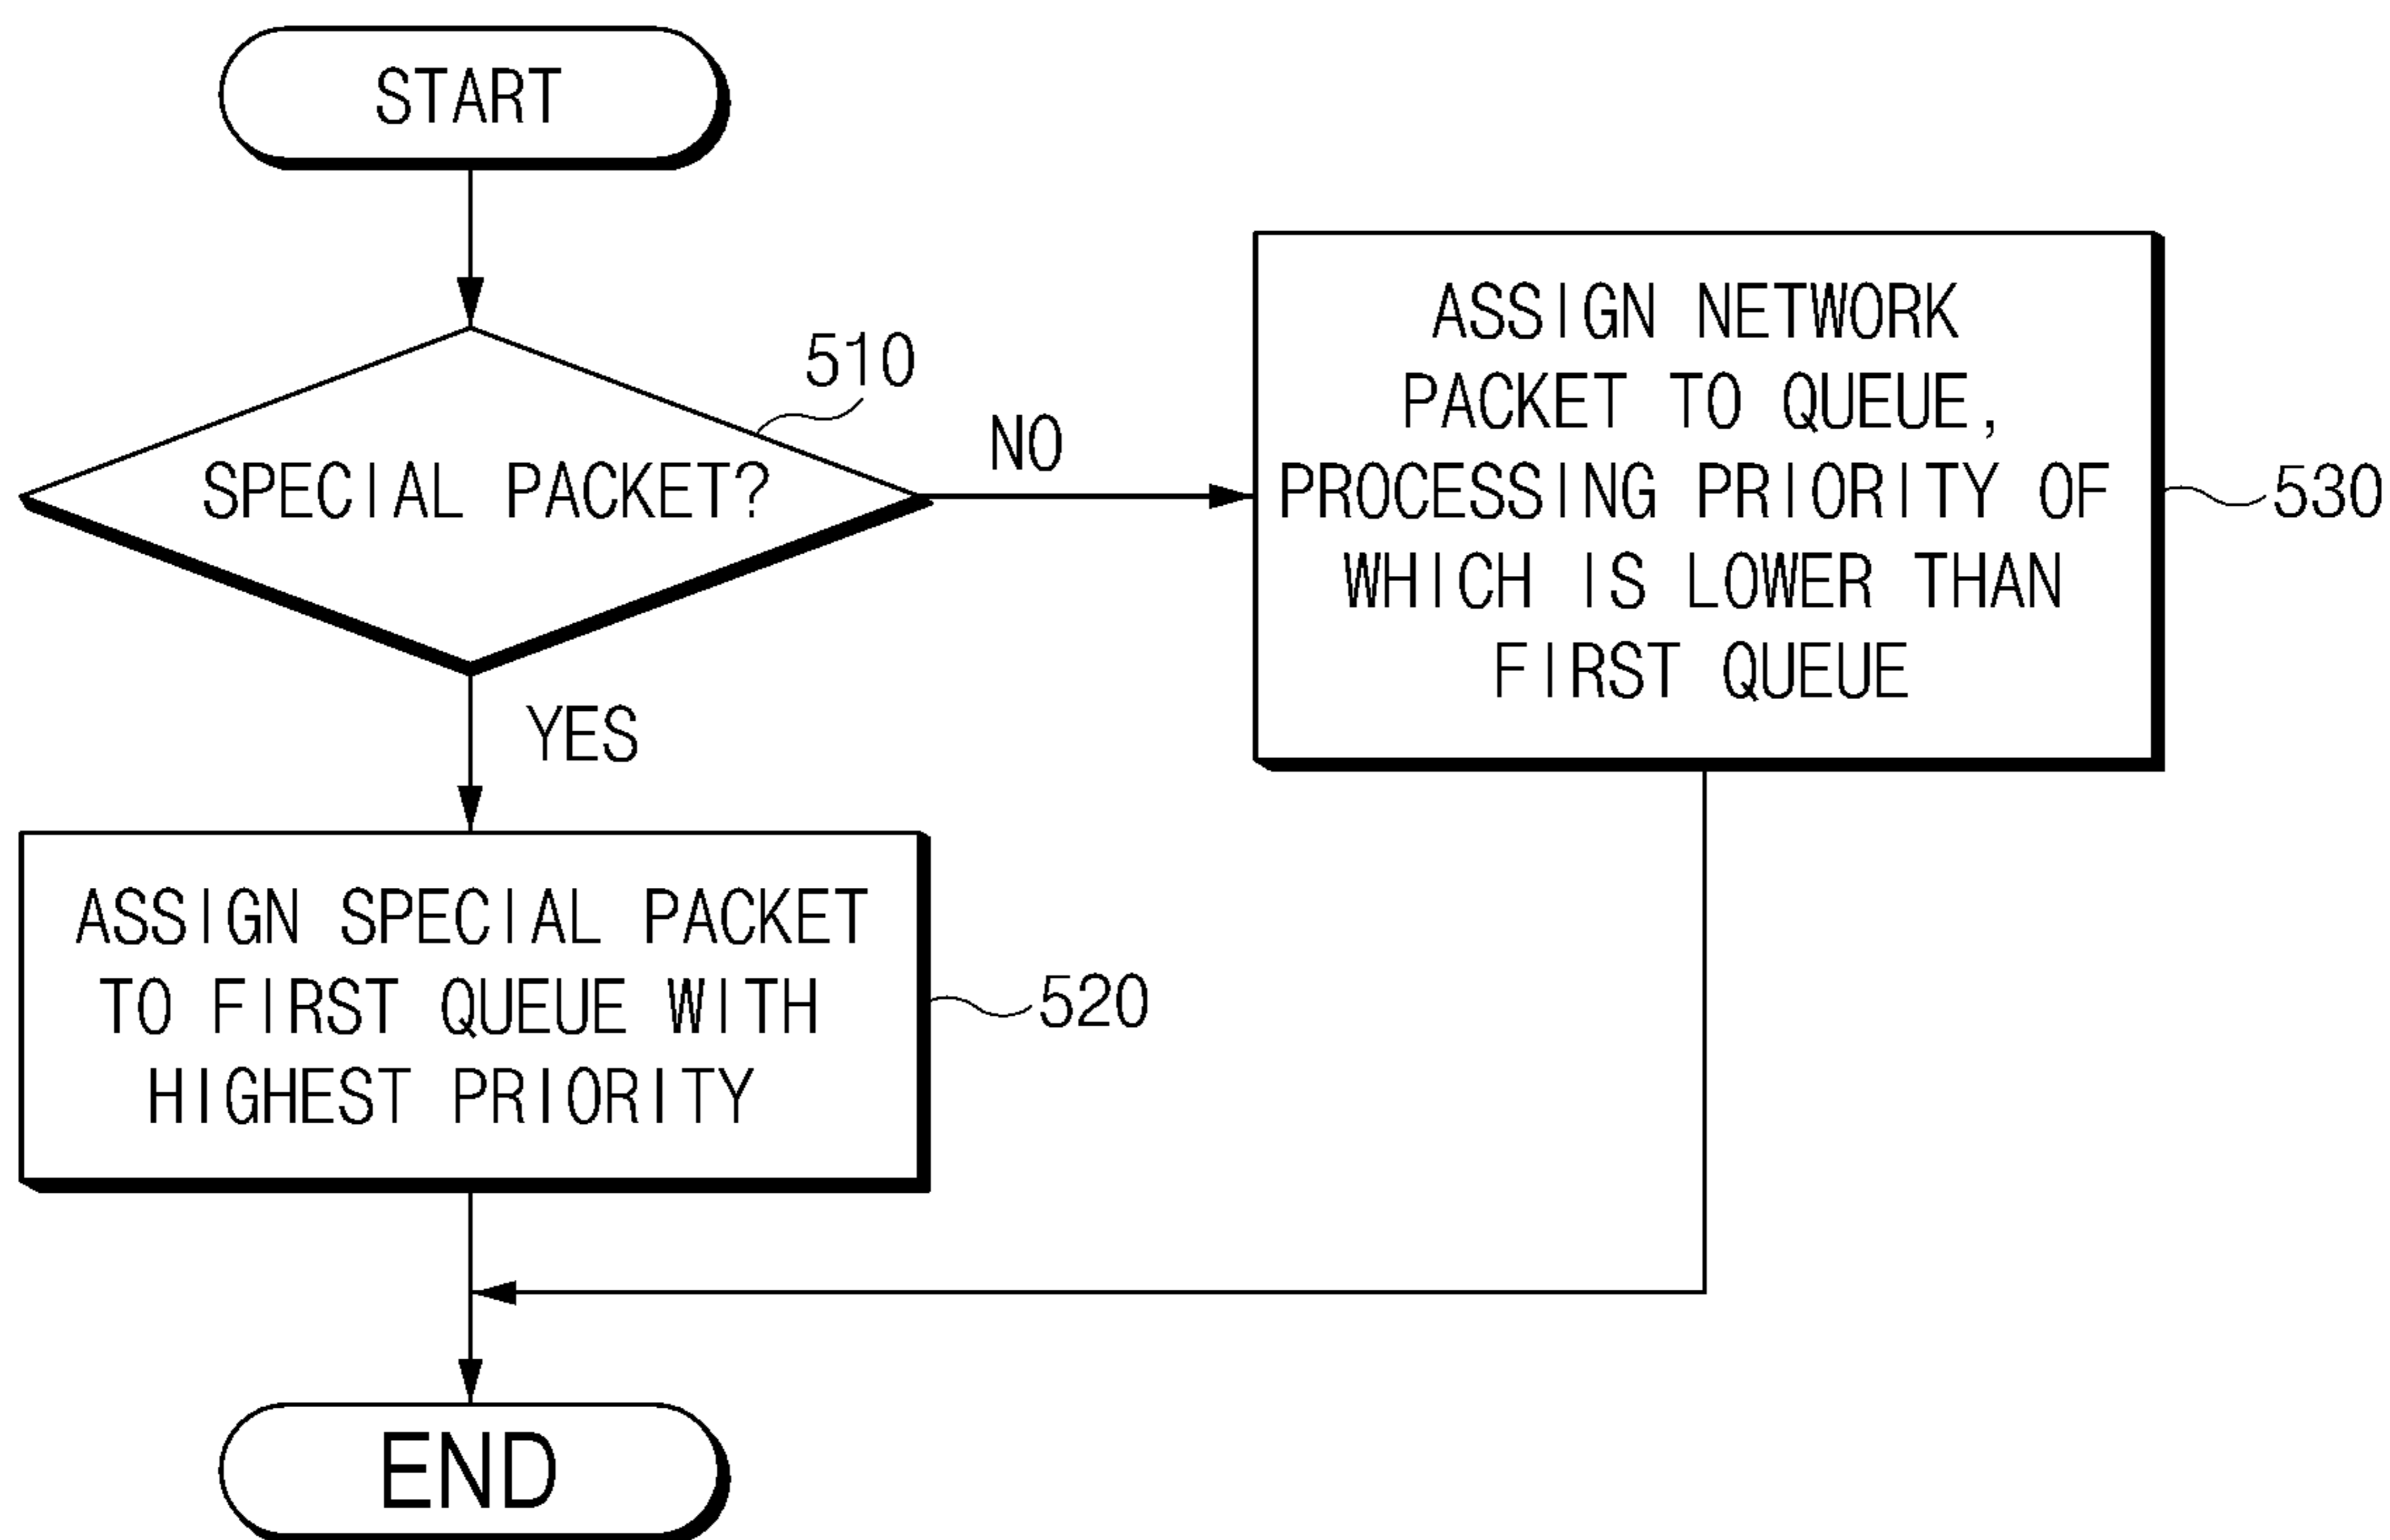 START
510
SPECIAL PACKET?
NO
ASSIGN NETWORK
PACKET TO QUEUE,
PROCESSING PRIORITY OF
WHICH IS LOWER THAN
FIRST QUEUE
530
YES
ASSIGN SPECIAL PACKET
TO FIRST QUEUE WITH
HIGHEST PRIORITY
520
END